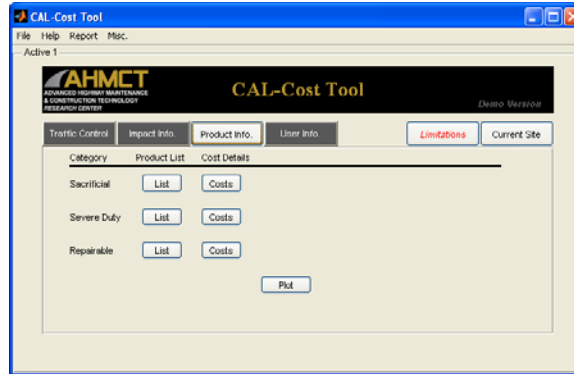 CAL-Cost Tool
File Help Report Misc.
Active 1
AHMCT
ADVANCED HIGHWAY MAINTENANCE
& CONSTRUCTION TECHNOLOGY
RESEARCH CENTER
CAL-Cost Tool
Demo Version
Traffic Control Impact Info. Product Info. User Info. Limitations Current Site
Category Product List Cost Details
Sacrificial List Costs
Severe Duty List Costs
Repairable List Costs
Plot